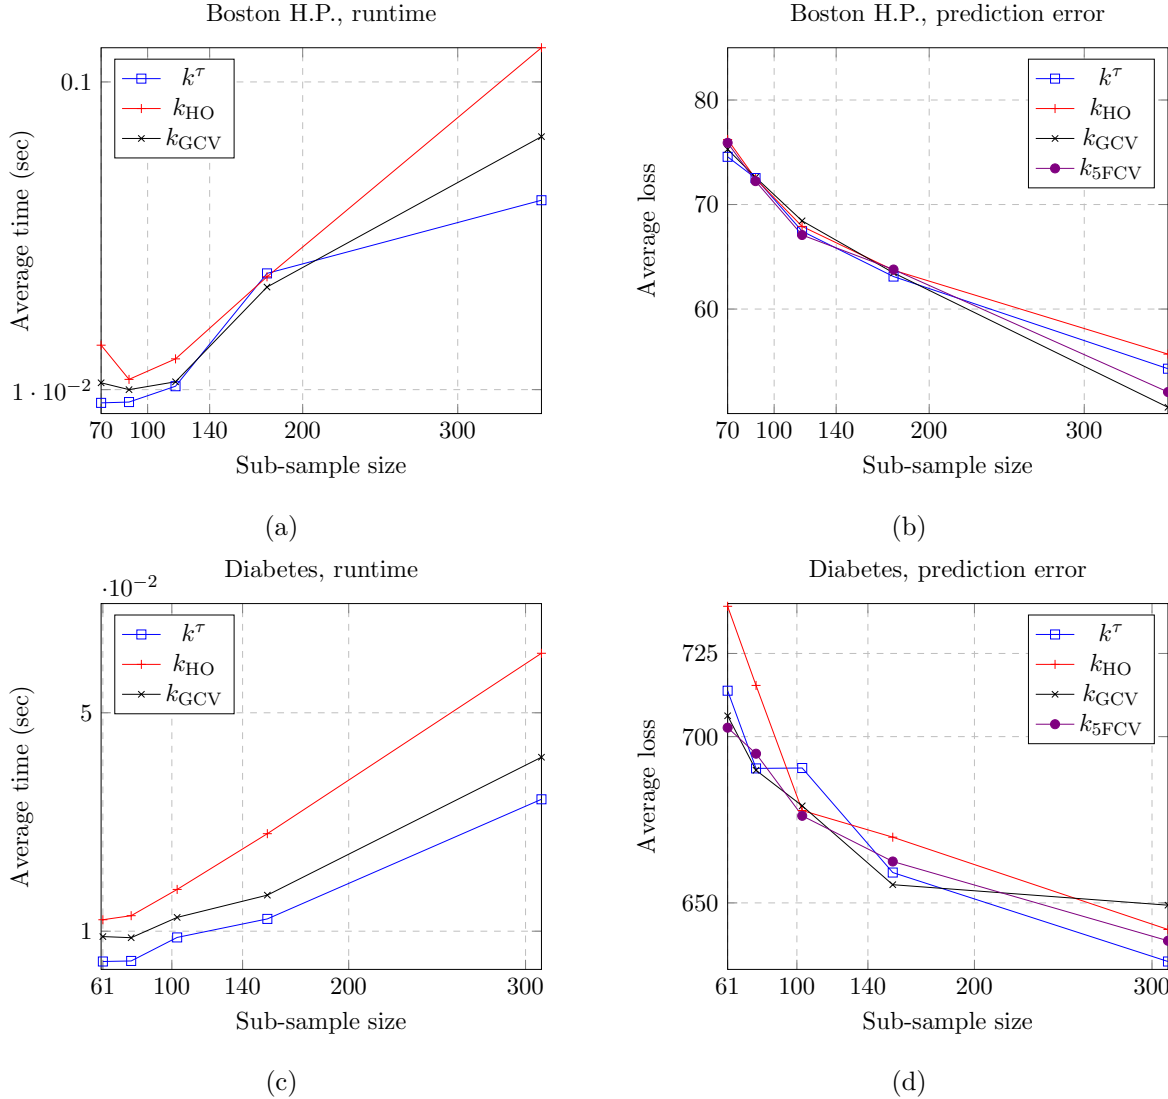 Boston H.P., runtime
0.1
1 · 10⁻²
Average time (sec)
k^τ
k_HO
k_GCV
70 100 140 200 300
Sub-sample size
(a)
Boston H.P., prediction error
80
70
60
Average loss
k^τ
k_HO
k_GCV
k_5FCV
70 100 140 200 300
Sub-sample size
(b)
Diabetes, runtime
·10⁻²
5
1
Average time (sec)
k^τ
k_HO
k_GCV
61 100 140 200 300
Sub-sample size
(c)
Diabetes, prediction error
725
700
650
Average loss
k^τ
k_HO
k_GCV
k_5FCV
61 100 140 200 300
Sub-sample size
(d)